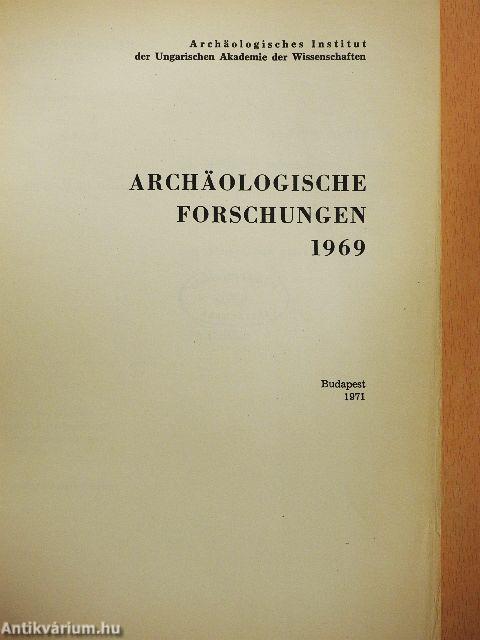 Archäologisches Institut
der Ungarischen Akademie der Wissenschaften
ARCHÄOLOGISCHE
FORSCHUNGEN
1969
Budapest
1971
Antikvárium.hu